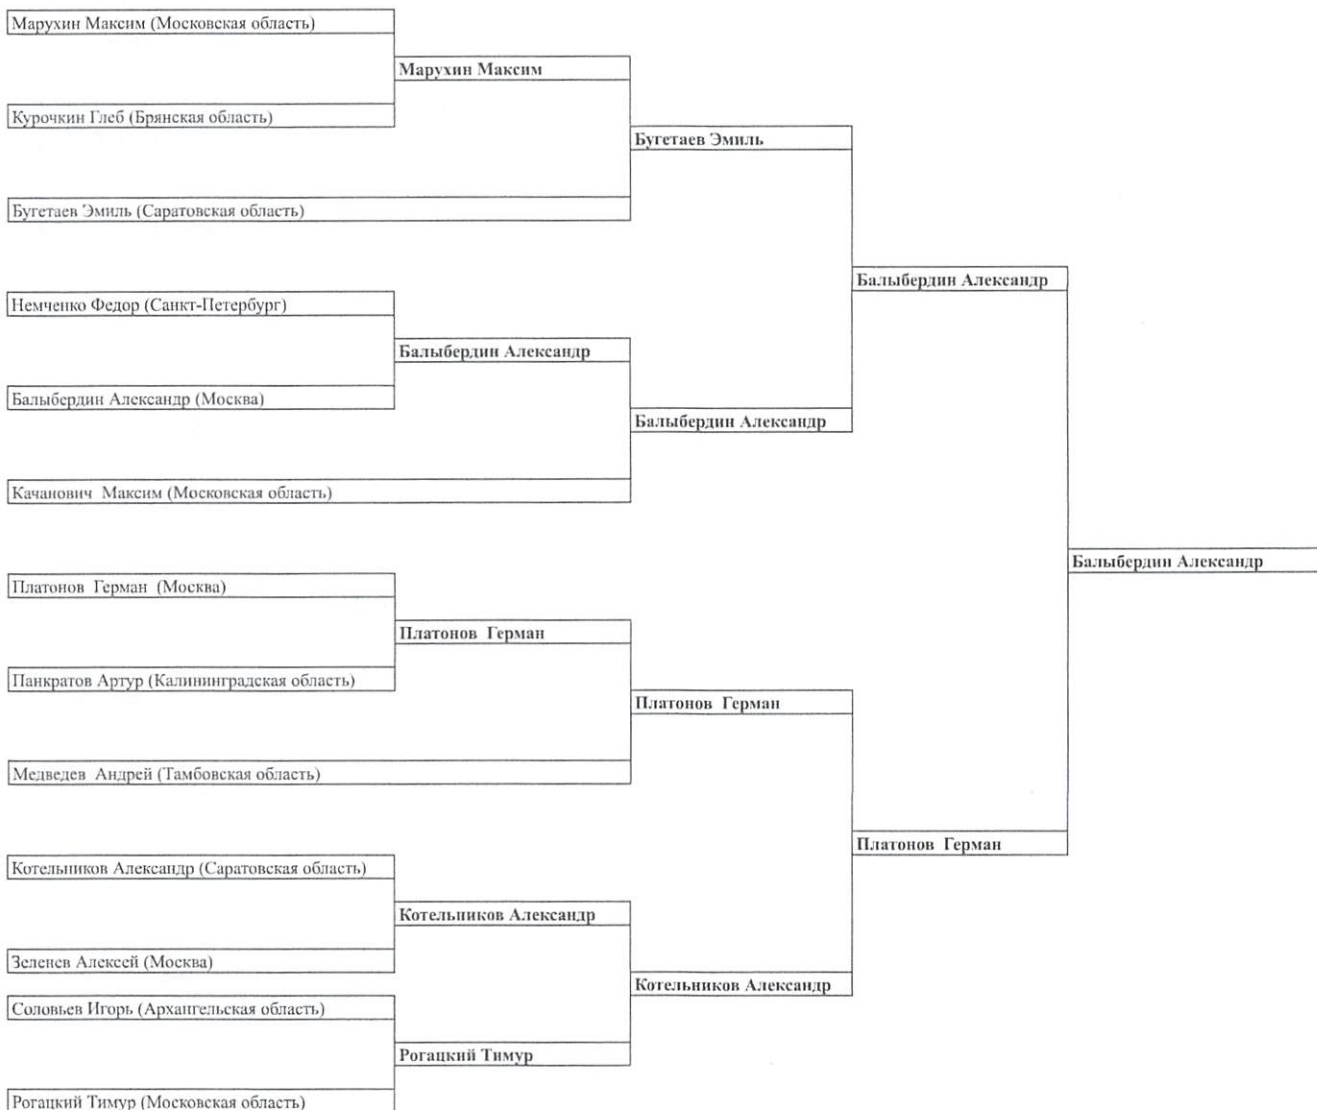 Марухин Максим (Московская область)
Марухин Максим
Курочкин Глеб (Брянская область)
Бугетаев Эмиль
Бугетаев Эмиль (Саратовская область)
Балыбердин Александр
Немченко Федор (Санкт-Петербург)
Балыбердин Александр
Балыбердин Александр (Москва)
Балыбердин Александр
Качанович Максим (Московская область)
Балыбердин Александр
Платонов Герман (Москва)
Платонов Герман
Панкратов Артур (Калининградская область)
Платонов Герман
Медведев Андрей (Тамбовская область)
Платонов Герман
Котельников Александр (Саратовская область)
Котельников Александр
Зеленев Алексей (Москва)
Котельников Александр
Соловьев Игорь (Архангельская область)
Рогацкий Тимур
Рогацкий Тимур (Московская область)